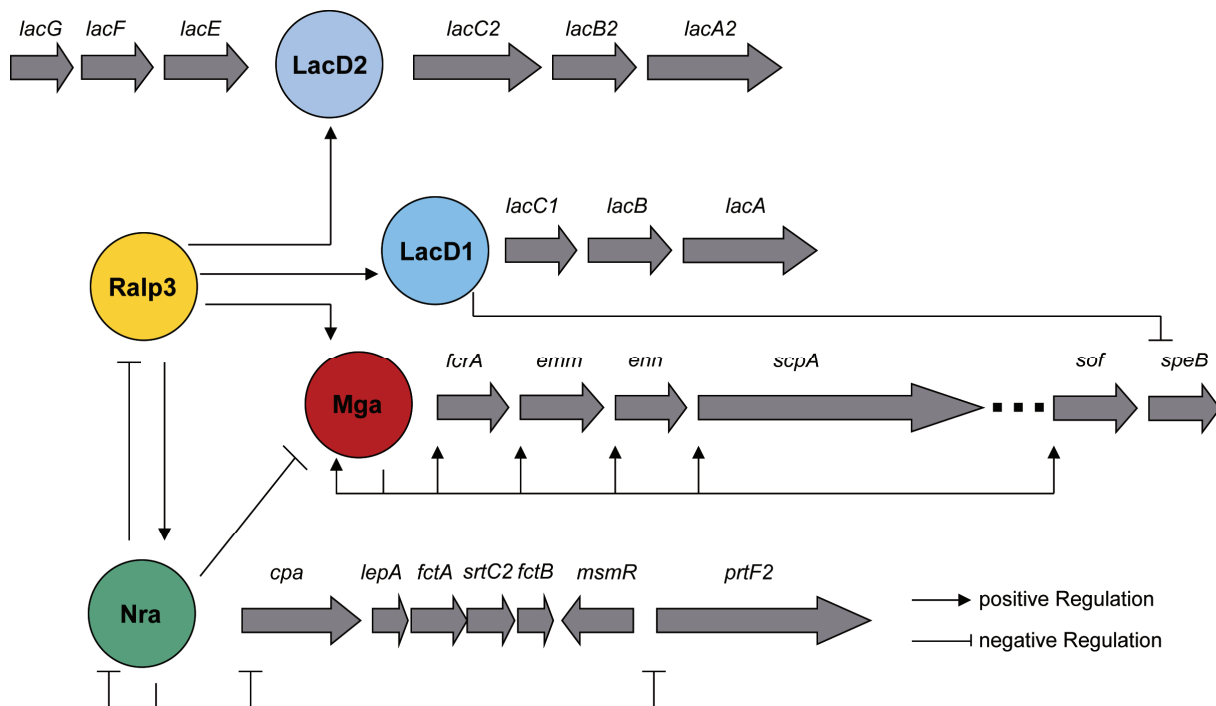 lacG lacF lacE lacC2 lacB2 lacA2
LacD2
lacC1 lacB lacA
LacD1
Ralp3
fcrA emm enn scpA sof speB
Mga
cpa lepA fctA srtC2 fctB msmR prtF2
Nra
positive Regulation
negative Regulation